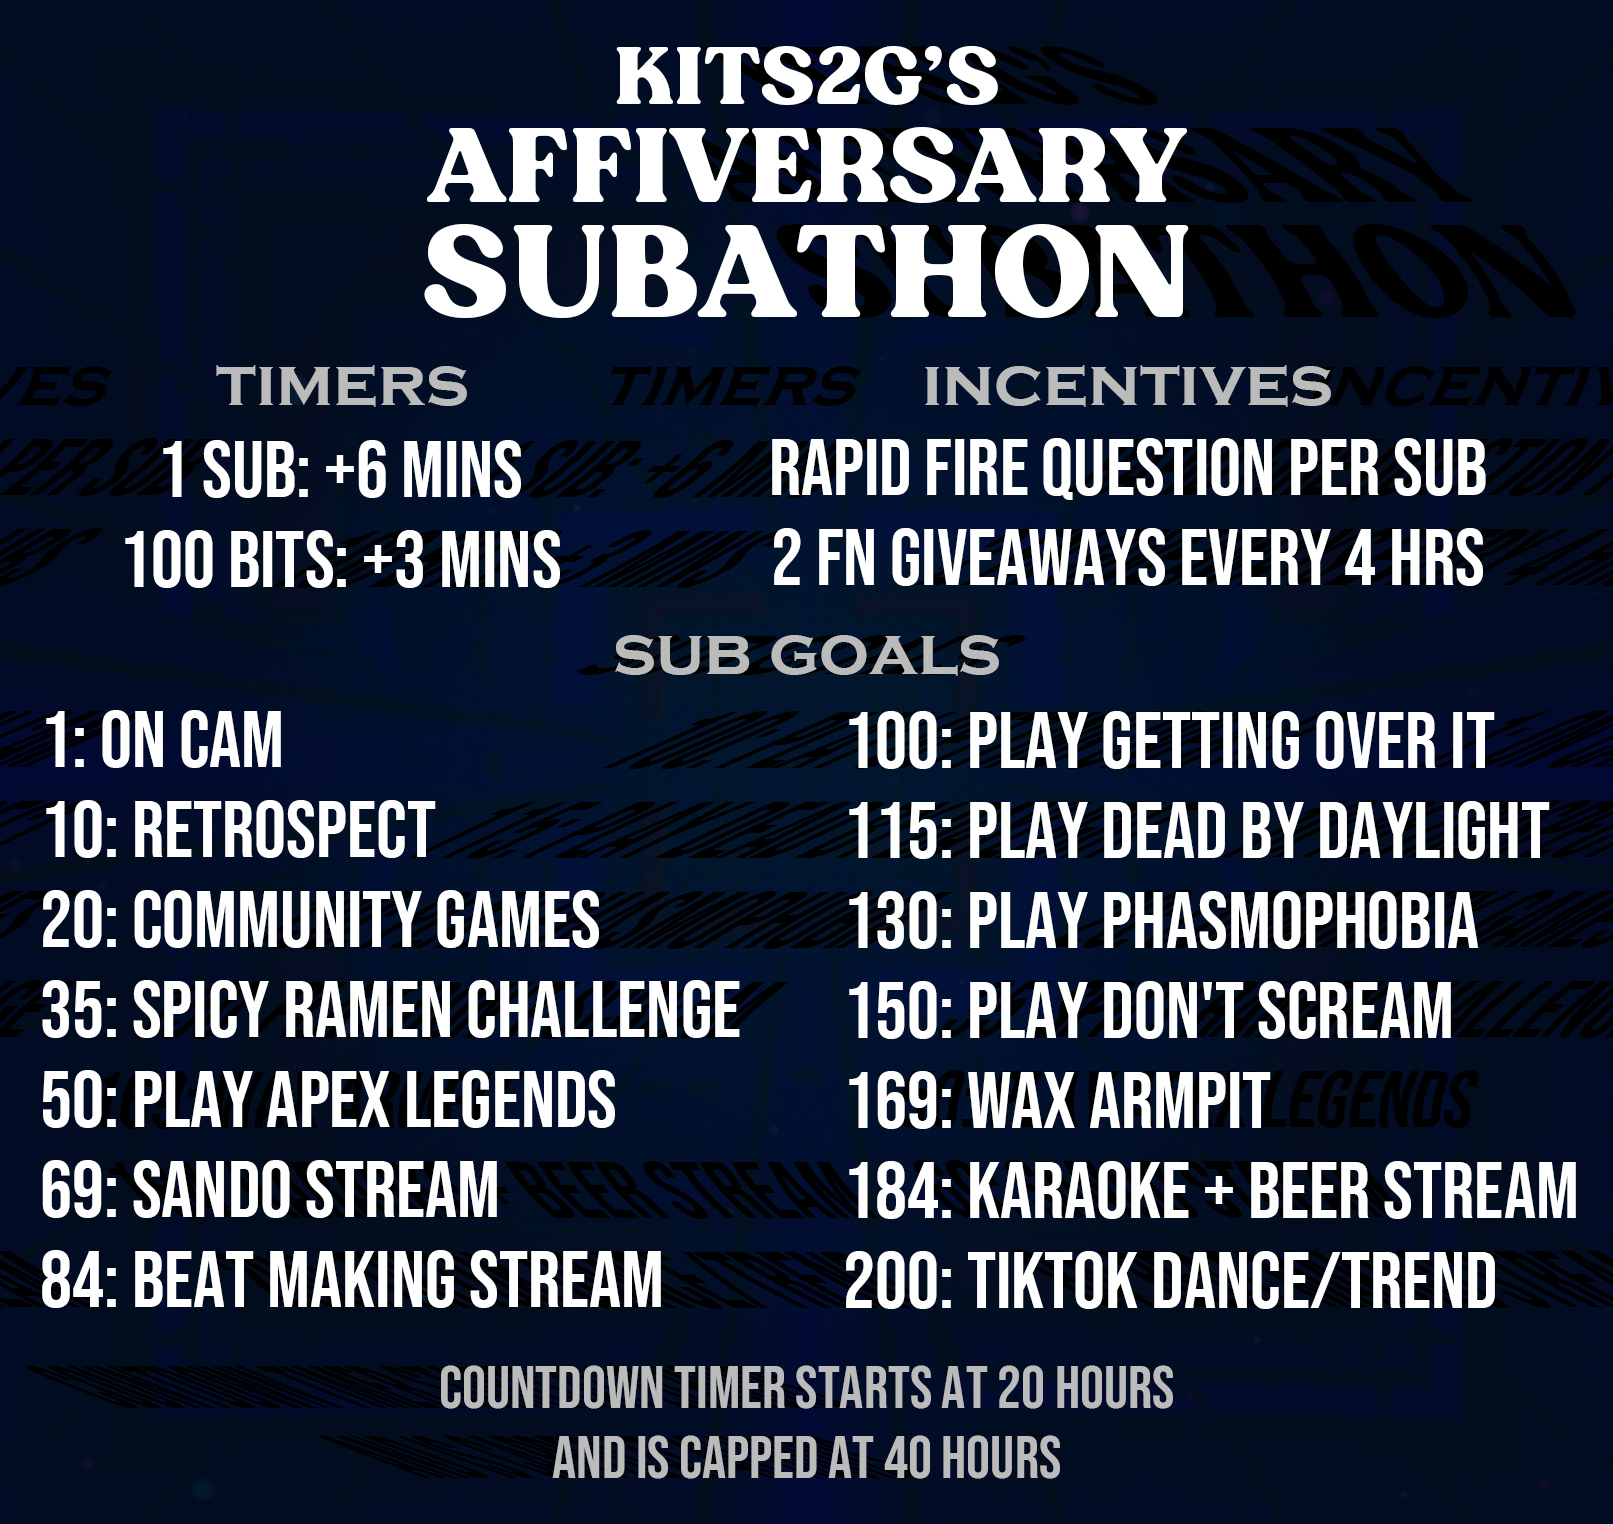 KITS2G'S
AFFIVERSARY
SUBATHON
TIMERS
1 SUB: +6 MINS
100 BITS: +3 MINS
INCENTIVES
RAPID FIRE QUESTION PER SUB
2 FN GIVEAWAYS EVERY 4 HRS
SUB GOALS
1: ON CAM
10: RETROSPECT
20: COMMUNITY GAMES
35: SPICY RAMEN CHALLENGE
50: PLAY APEX LEGENDS
69: SANDO STREAM
84: BEAT MAKING STREAM
100: PLAY GETTING OVER IT
115: PLAY DEAD BY DAYLIGHT
130: PLAY PHASMOPHOBIA
150: PLAY DON'T SCREAM
169: WAX ARMPIT
184: KARAOKE + BEER STREAM
200: TIKTOK DANCE/TREND
COUNTDOWN TIMER STARTS AT 20 HOURS
AND IS CAPPED AT 40 HOURS